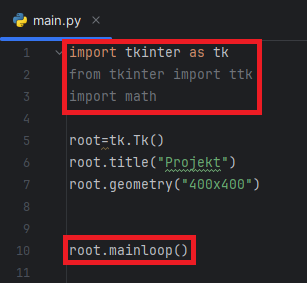 main.py ×
1 import tkinter as tk
2 from tkinter import ttk
3 import math
4
5 root=tk.Tk()
6 root.title("Projekt")
7 root.geometry("400x400")
8
9
10 root.mainloop()
11